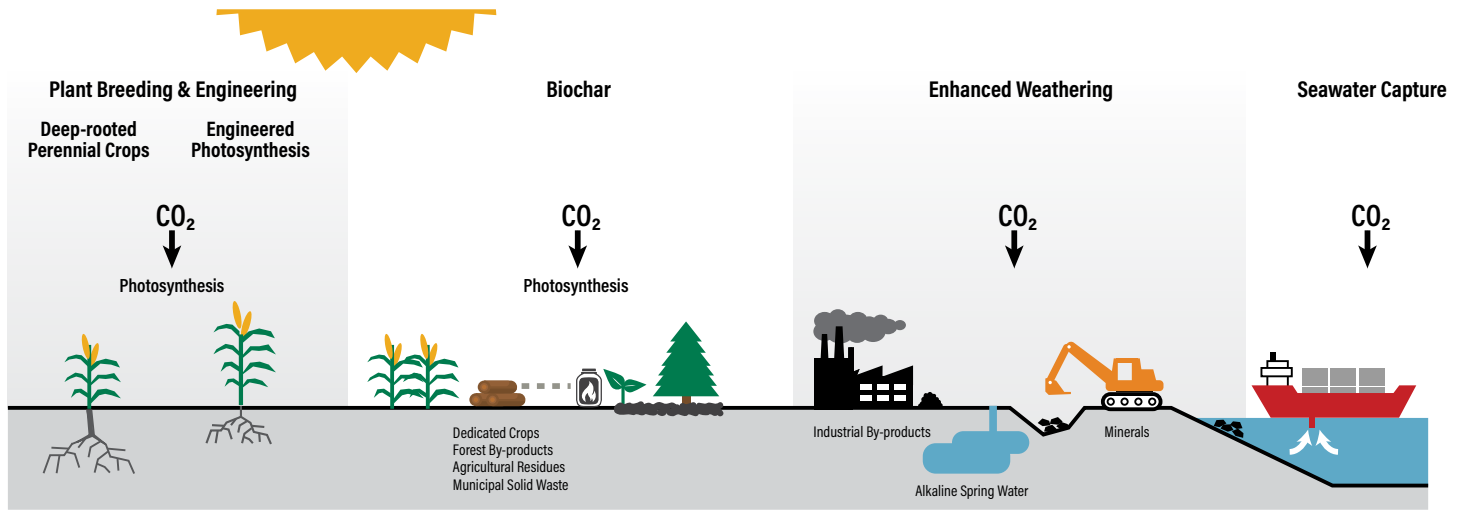 Plant Breeding & Engineering
Deep-rooted
Perennial Crops
Engineered
Photosynthesis
CO₂
Photosynthesis
Biochar
CO₂
Photosynthesis
Dedicated Crops
Forest By-products
Agricultural Residues
Municipal Solid Waste
Enhanced Weathering
CO₂
Industrial By-products
Alkaline Spring Water
Minerals
Seawater Capture
CO₂